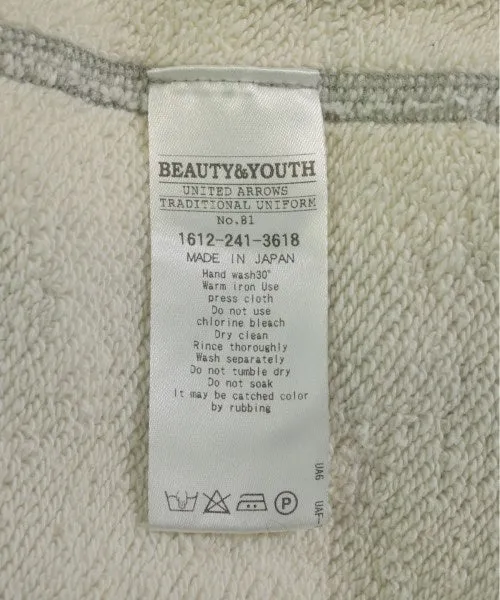 BEAUTY&YOUTH
UNITED ARROWS
TRADITIONAL UNIFORM
No.81
1612-241-3618
MADE IN JAPAN
Hand wash30°
Warm iron Use
press cloth
Do not use
chlorine bleach
Dry clean
Rince thoroughly
Wash separately
Do not tumble dry
Do not soak
It may be catched color
by rubbing
UA6 UAF-
P